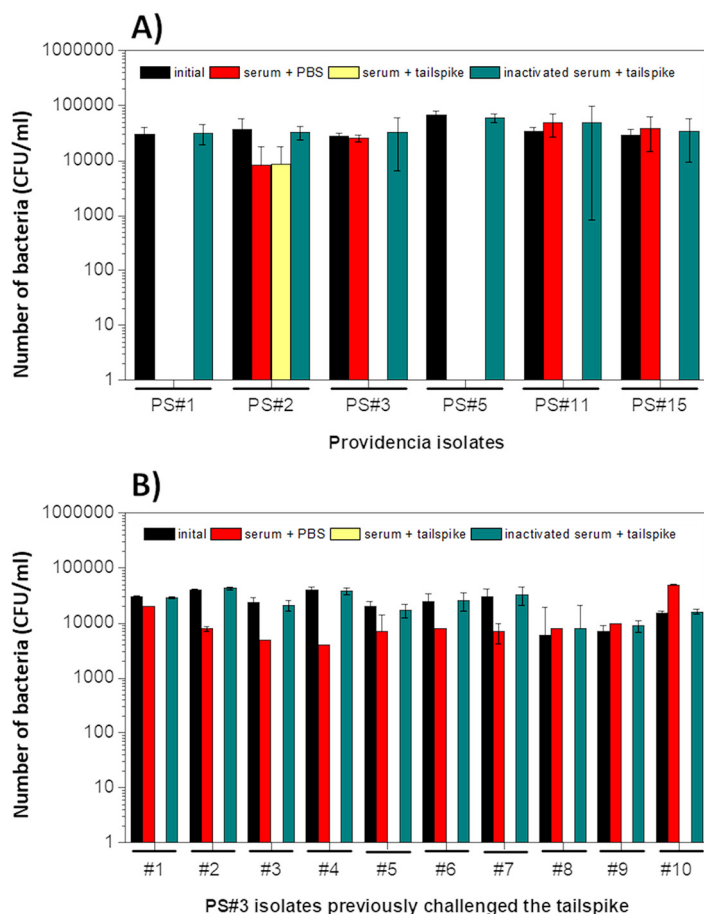 A)
1000000
initial serum + PBS serum + tailspike inactivated serum + tailspike
100000
10000
1000
100
10
1
Number of bacteria (CFU/ml)
PS#1 PS#2 PS#3 PS#5 PS#11 PS#15
Providencia isolates
B)
1000000
inital serum + PBS serum + tailspike inactivated serum + tailspike
100000
10000
1000
100
10
1
Number of bacteria (CFU/ml)
#1 #2 #3 #4 #5 #6 #7 #8 #9 #10
PS#3 isolates previously challenged the tailspike